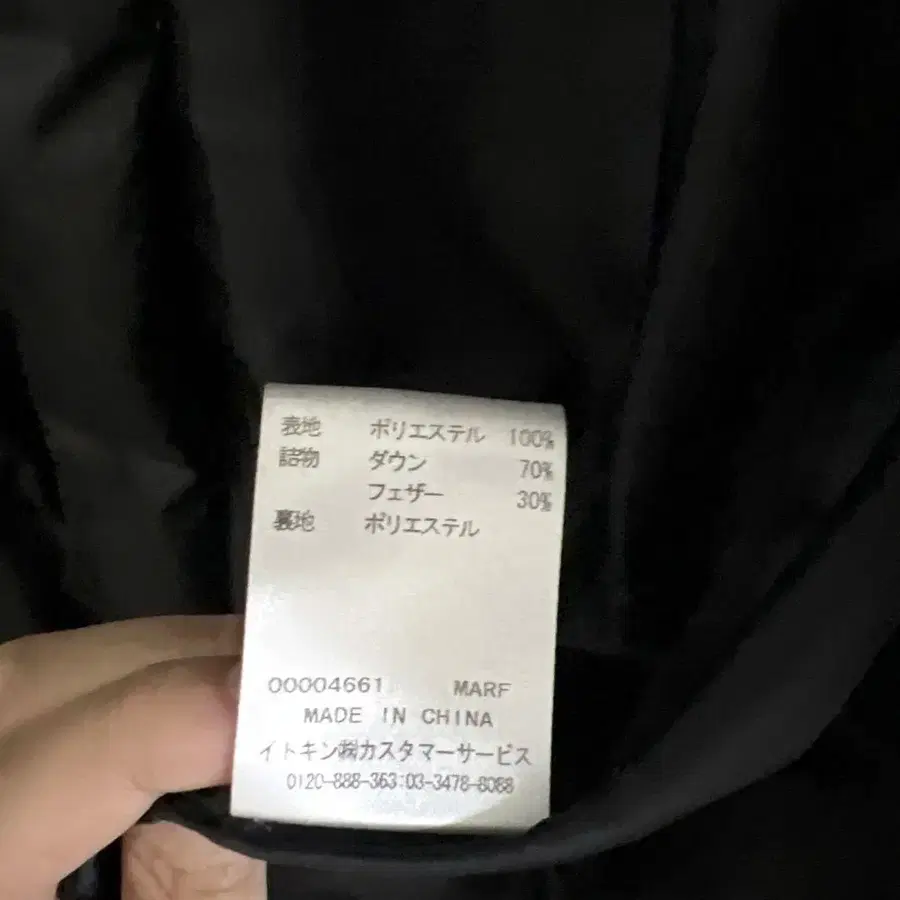 表地 ポリエステル 100%
詰物 ダウン 70%
フェザー 30%
裏地 ポリエステル
00004661 MARF
MADE IN CHINA
イトキン㈱カスタマーサービス
0120-888-363:03-3478-8088